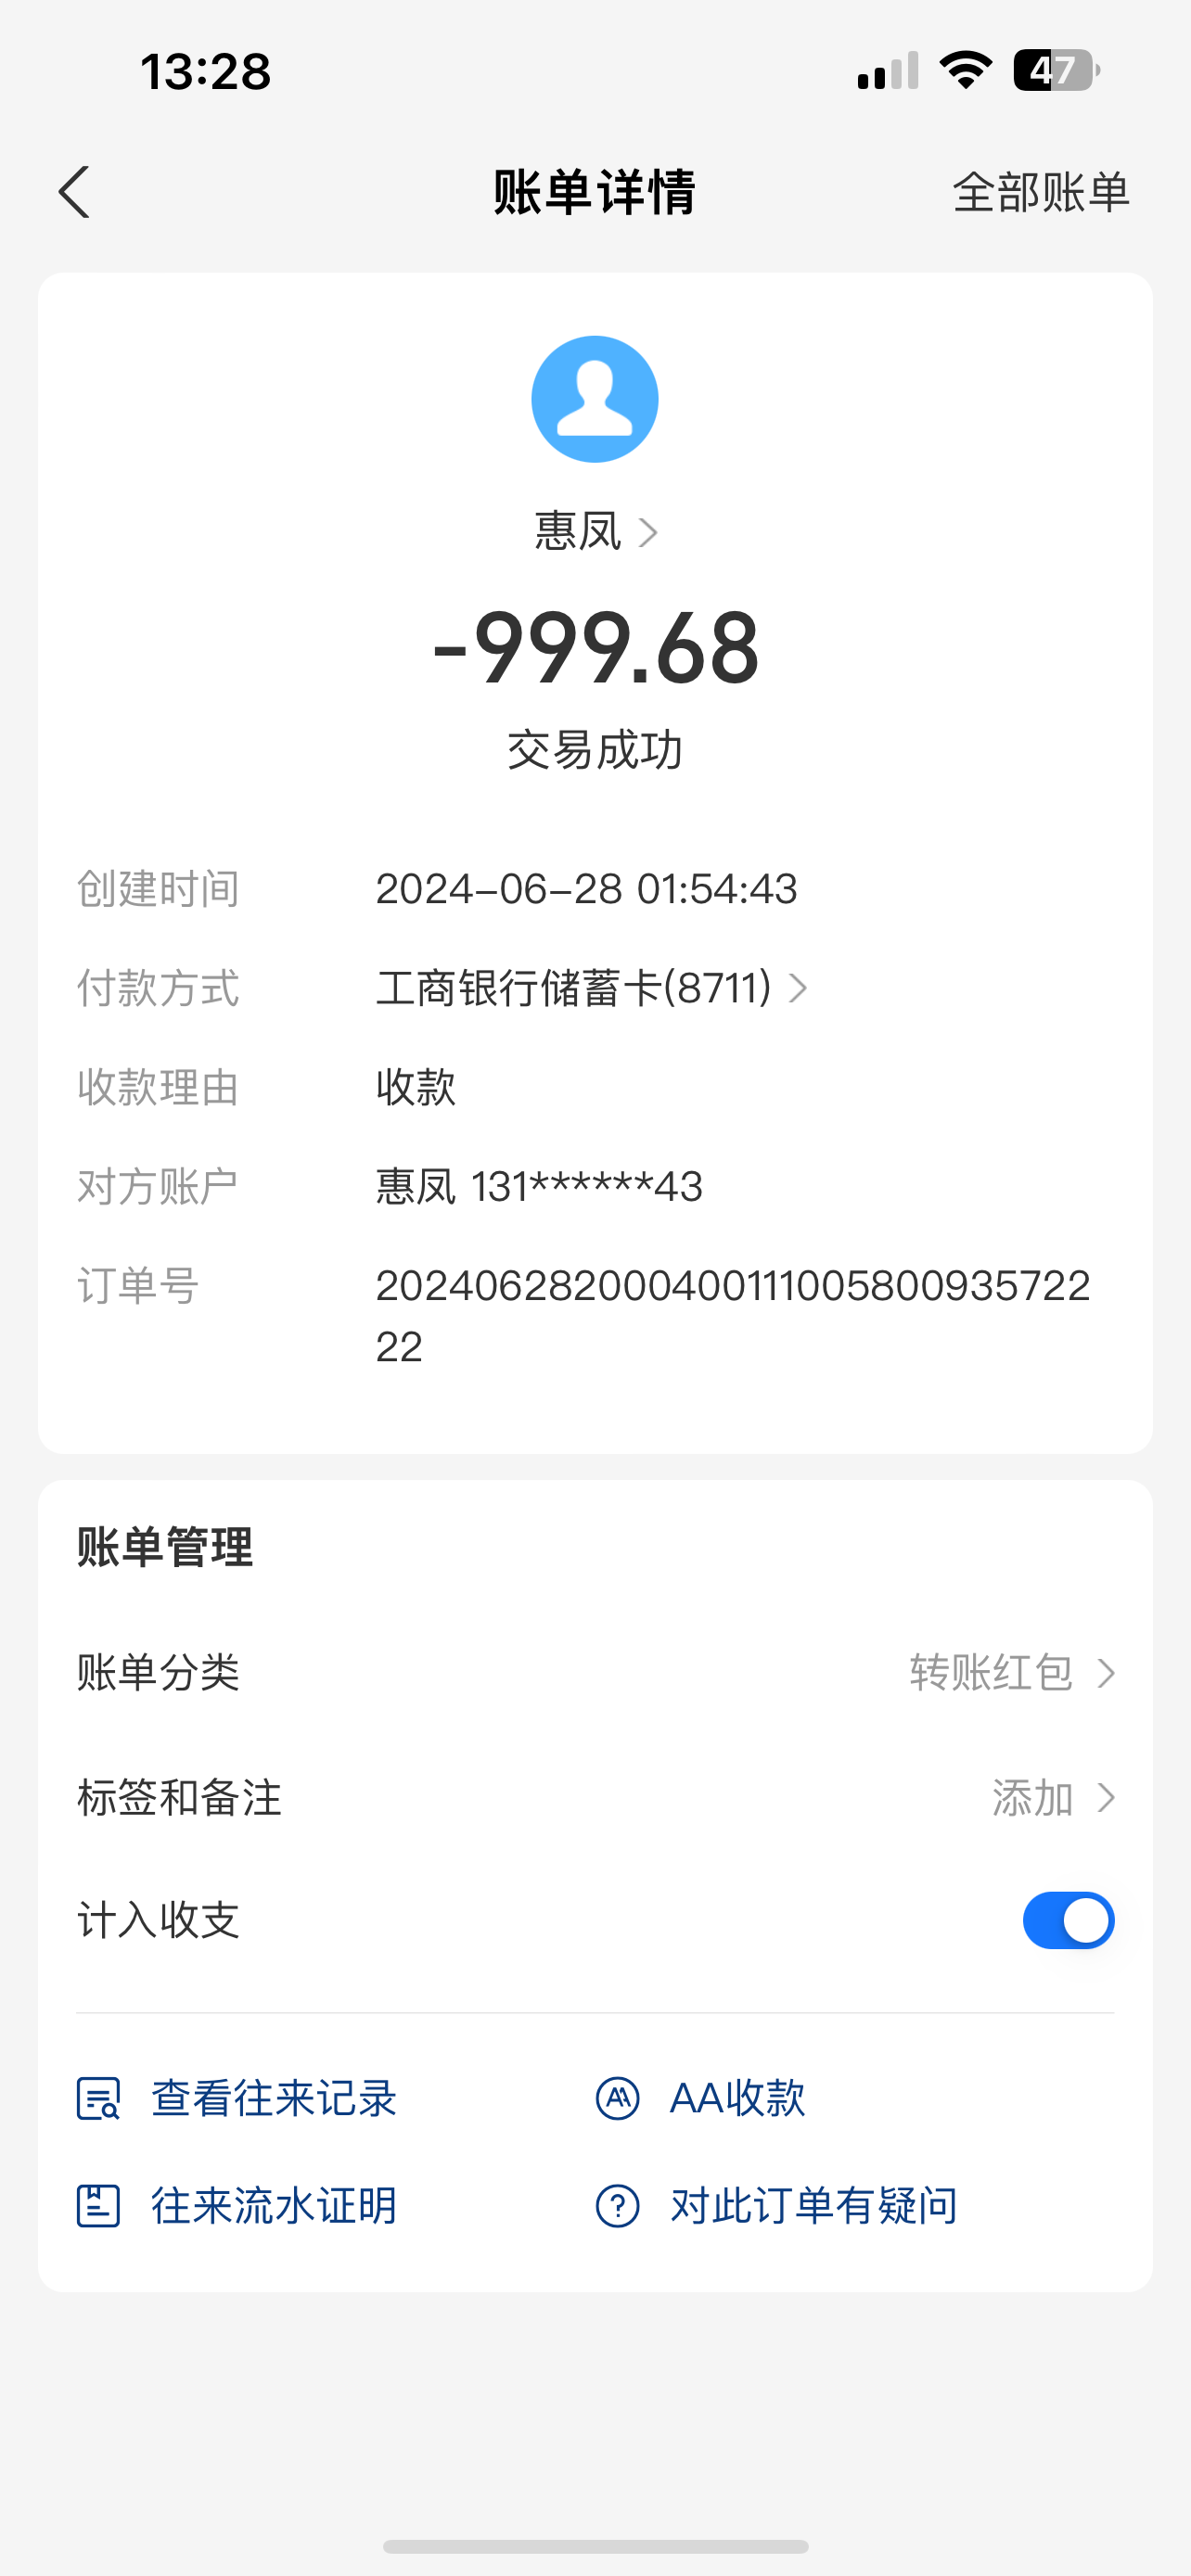 13:28
47
账单详情
全部账单
惠凤
-999.68
交易成功
创建时间 2024-06-28 01:54:43
付款方式 工商银行储蓄卡(8711)
收款理由 收款
对方账户 惠凤 131******43
订单号 202406282000400111005800935722
22
账单管理
账单分类 转账红包
标签和备注 添加
计入收支
查看往来记录 AA收款
往来流水证明 对此订单有疑问